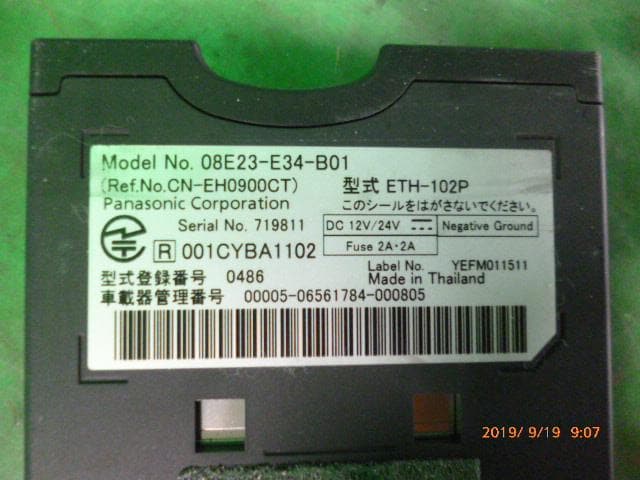 Model No. 08E23-E34-B01
(Ref.No.CN-EH0900CT) 型式 ETH-102P
Panasonic Corporation このシールをはがさないでください。
Serial No. 719811 DC 12V/24V Negative Ground
R 001CYBA1102 Fuse 2A・2A
Label No. YEFM011511
型式登録番号 0486 Made in Thailand
車載器管理番号 00005-06561784-000805
2019/ 9/19 9:07